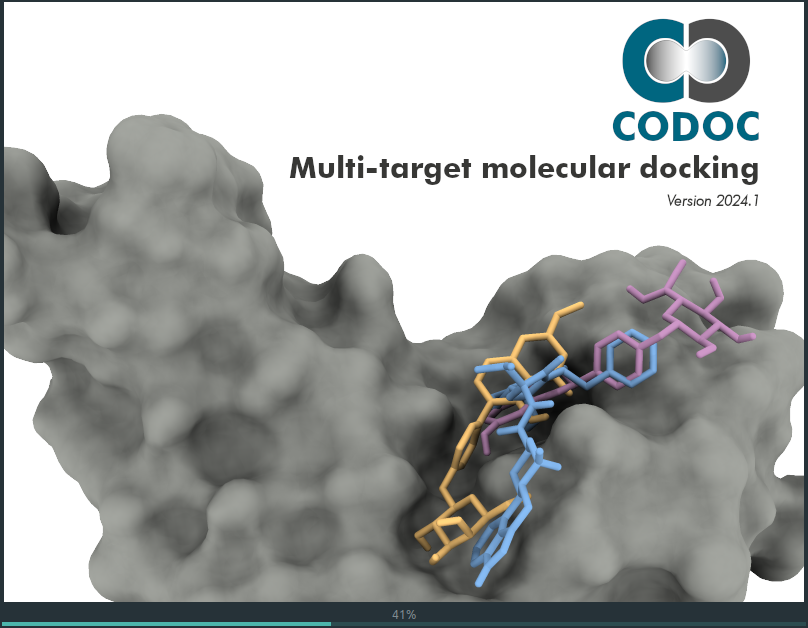 CODOC
Multi-target molecular docking
Version 2024.1
41%